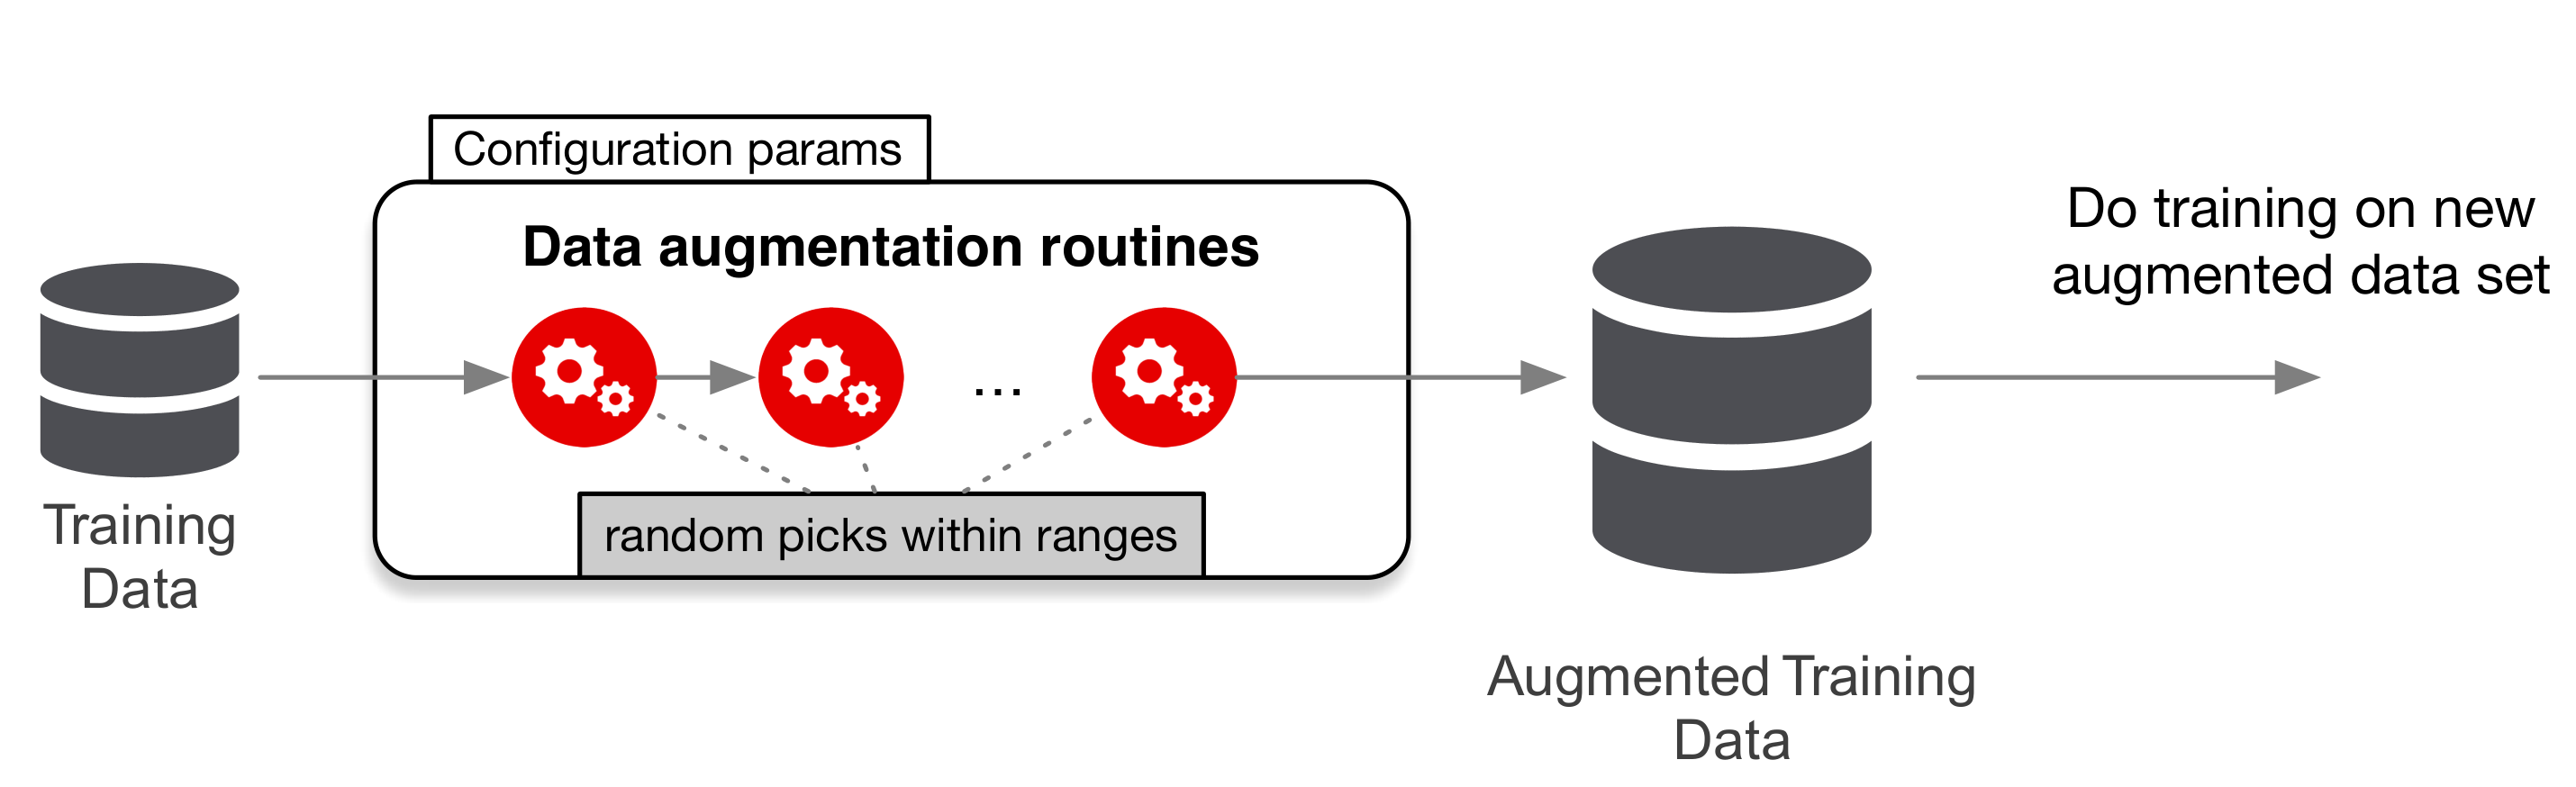 Configuration params
Data augmentation routines
...
random picks within ranges
Training
Data
Augmented Training
Data
Do training on new
augmented data set